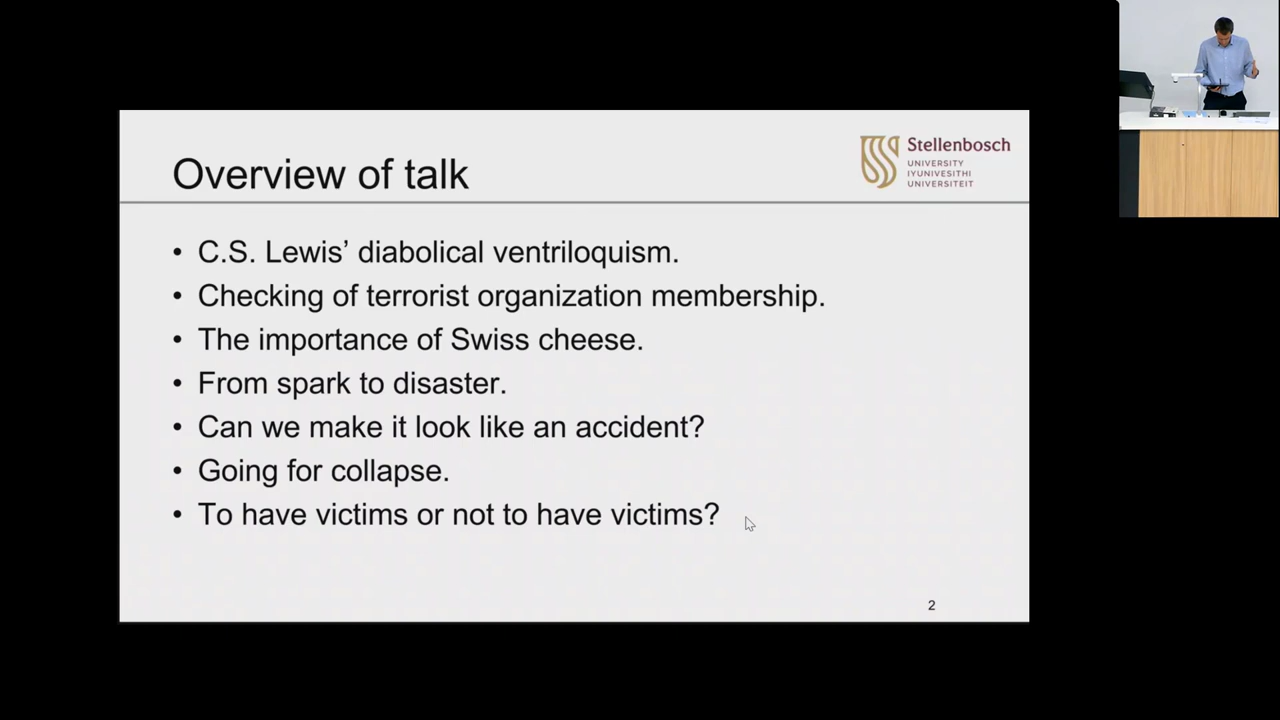 Overview of talk
Stellenbosch
UNIVERSITY
IYUNIVESITHI
UNIVERSITEIT
• C.S. Lewis’ diabolical ventriloquism.
• Checking of terrorist organization membership.
• The importance of Swiss cheese.
• From spark to disaster.
• Can we make it look like an accident?
• Going for collapse.
• To have victims or not to have victims?
2